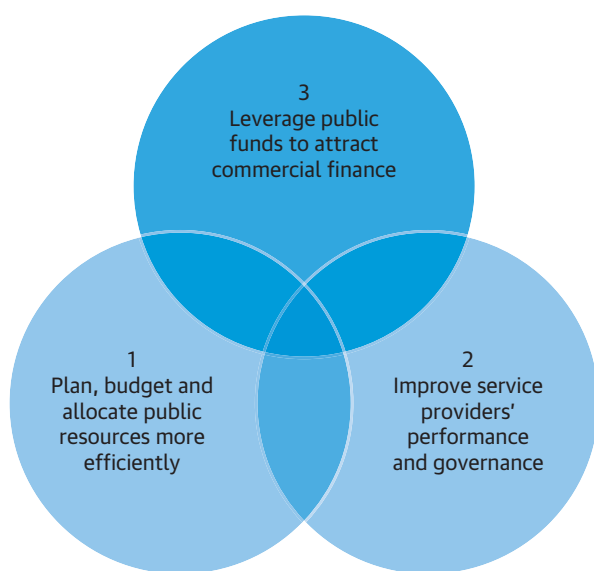 3
Leverage public
funds to attract
commercial finance
1
Plan, budget and
allocate public
resources more
efficiently
2
Improve service
providers’
performance
and governance